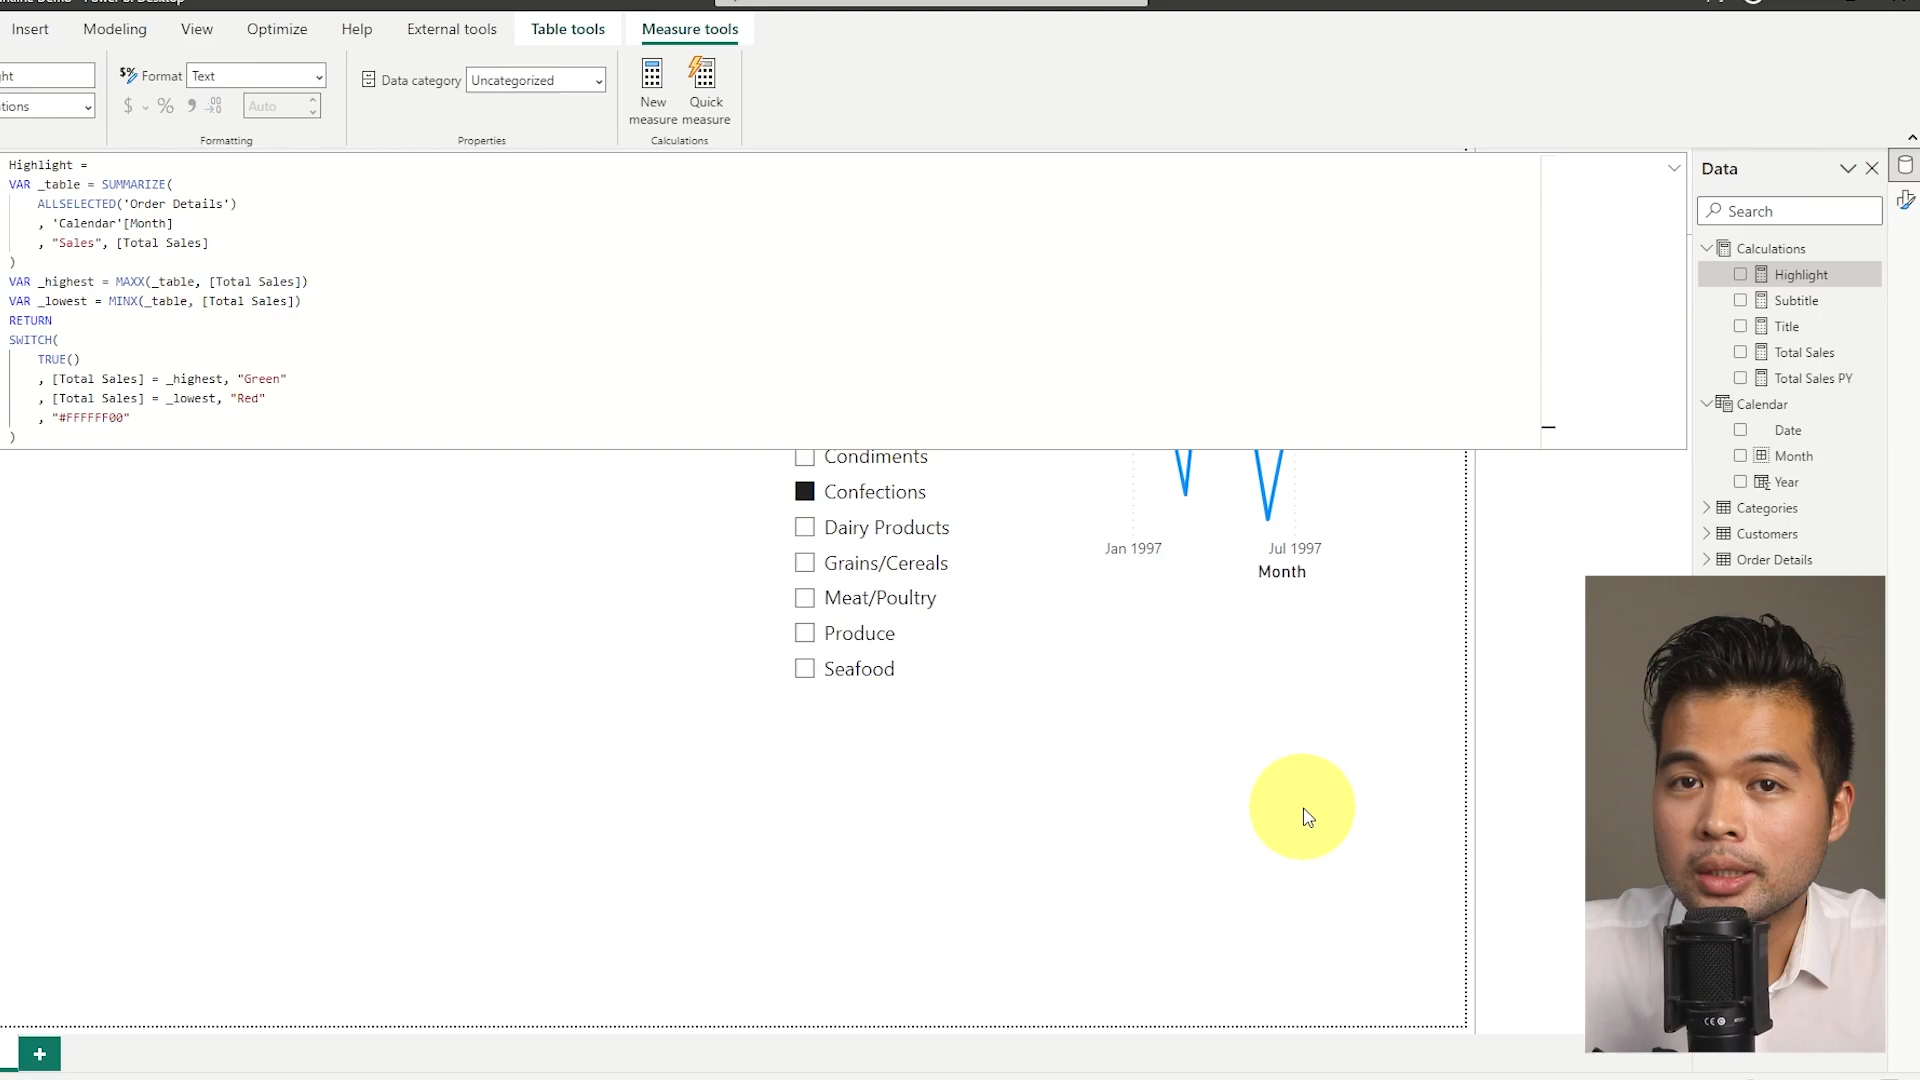 Insert Modeling View Optimize Help External tools Table tools Measure tools
ht
Format Text
Data category Uncategorized
New measure
Quick measure
tions
$ % Auto
Formatting
Properties
Calculations
Highlight =
VAR _table = SUMMARIZE(
ALLSELECTED('Order Details')
, 'Calendar'[Month]
, "Sales", [Total Sales]
)
VAR _highest = MAXX(_table, [Total Sales])
VAR _lowest = MINX(_table, [Total Sales])
RETURN
SWITCH(
TRUE()
, [Total Sales] = _highest, "Green"
, [Total Sales] = _lowest, "Red"
, "#FFFFFF00"
)
Condiments
Confections
Dairy Products
Grains/Cereals
Meat/Poultry
Produce
Seafood
Jan 1997 Jul 1997
Month
Data
Search
Calculations
Highlight
Subtitle
Title
Total Sales
Total Sales PY
Calendar
Date
Month
Year
Categories
Customers
Order Details